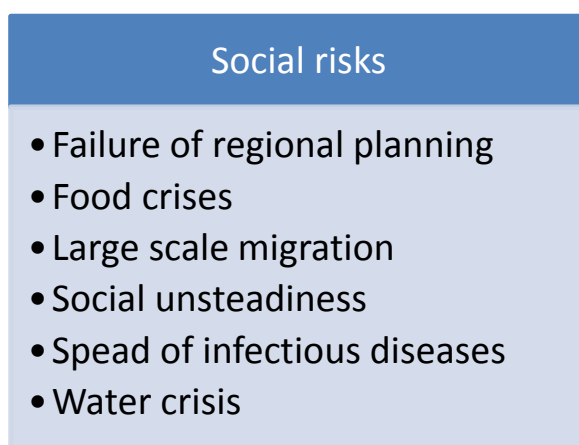 Social risks
• Failure of regional planning
• Food crises
• Large scale migration
• Social unsteadiness
• Spead of infectious diseases
• Water crisis